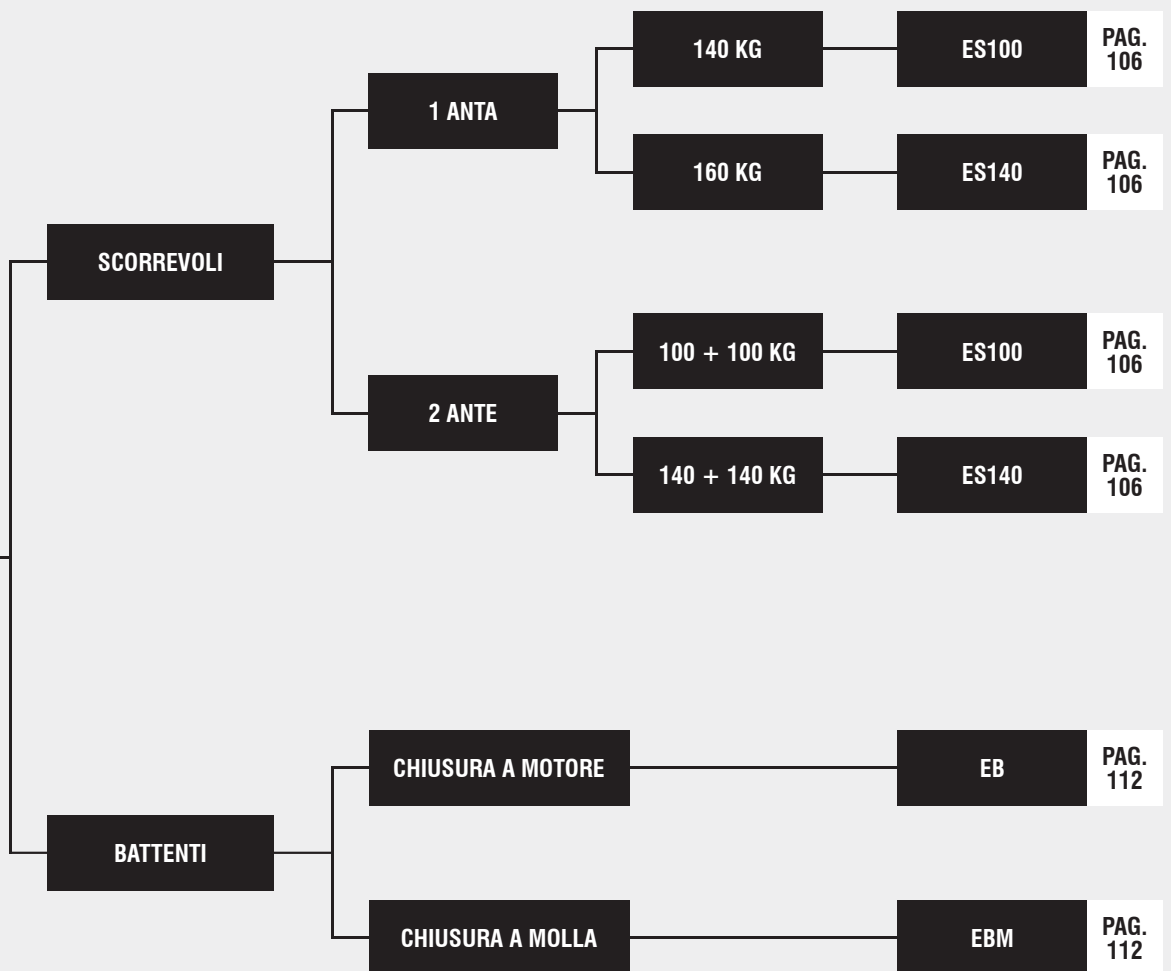 140 KG
ES100
PAG.
106
1 ANTA
160 KG
ES140
PAG.
106
SCORREVOLI
100 + 100 KG
ES100
PAG.
106
2 ANTE
140 + 140 KG
ES140
PAG.
106
CHIUSURA A MOTORE
EB
PAG.
112
BATTENTI
CHIUSURA A MOLLA
EBM
PAG.
112